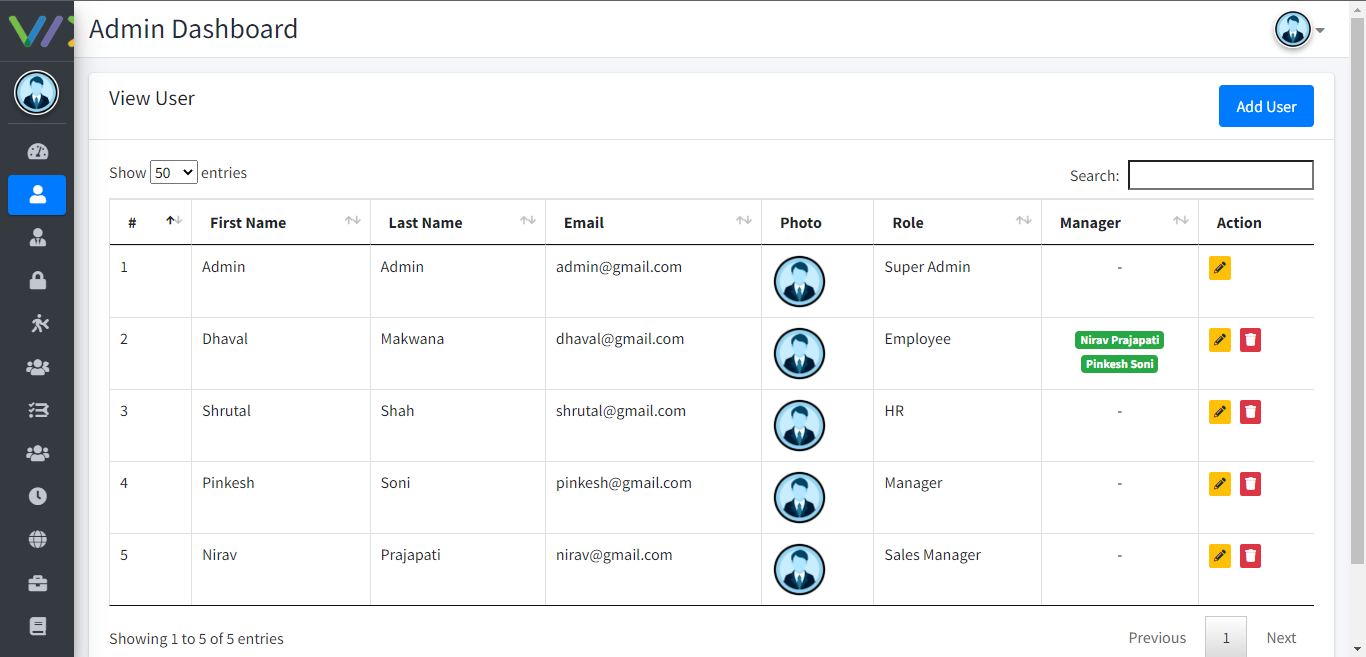 Admin Dashboard
View User
Add User
Show 50 entries
Search:
# First Name Last Name Email Photo Role Manager Action
1 Admin Admin admin@gmail.com Super Admin -
2 Dhaval Makwana dhaval@gmail.com Employee Nirav Prajapati
Pinkesh Soni
3 Shrutal Shah shrutal@gmail.com HR -
4 Pinkesh Soni pinkesh@gmail.com Manager -
5 Nirav Prajapati nirav@gmail.com Sales Manager -
Showing 1 to 5 of 5 entries
Previous 1 Next